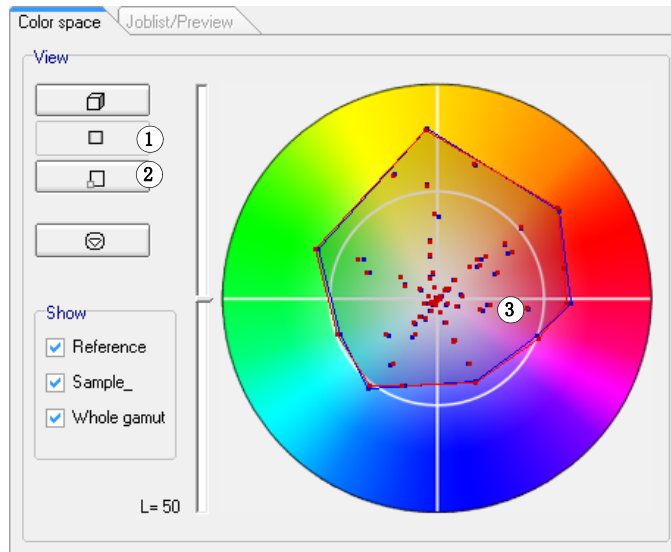 Color space Joblist/Preview
View
1
2
3
Show
Reference
Sample_
Whole gamut
L= 50